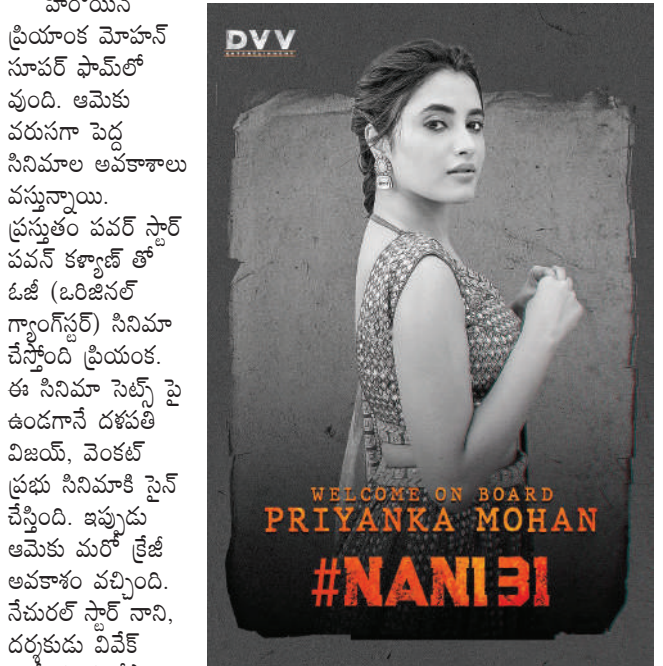 హీరోయిన్
ప్రియాంక మోహన్
సూపర్ ఫామ్‌లో
వుంది. ఆమెకు
వరుసగా పెద్ద
సినిమాల అవకాశాలు
వస్తున్నాయి.
ప్రస్తుతం పవర్ స్టార్
పవన్ కళ్యాణ్ తో
ఓజీ (ఒరిజినల్
గ్యాంగ్‌స్టర్) సినిమా
చేస్తోంది ప్రియంక.
ఈ సినిమా సెట్స్ పై
ఉండగానే దళపతి
విజయ్, వెంకట్
ప్రభు సినిమాకి సైన్
చేస్తింది. ఇప్పుడు
ఆమెకు మరో క్రేజీ
అవకాశం వచ్చింది.
నేచురల్ స్టార్ నాని,
దర్శకుడు వివేక్
DVV
ENTERTAINMENT
WELCOME ON BOARD
PRIYANKA MOHAN
#NANI31